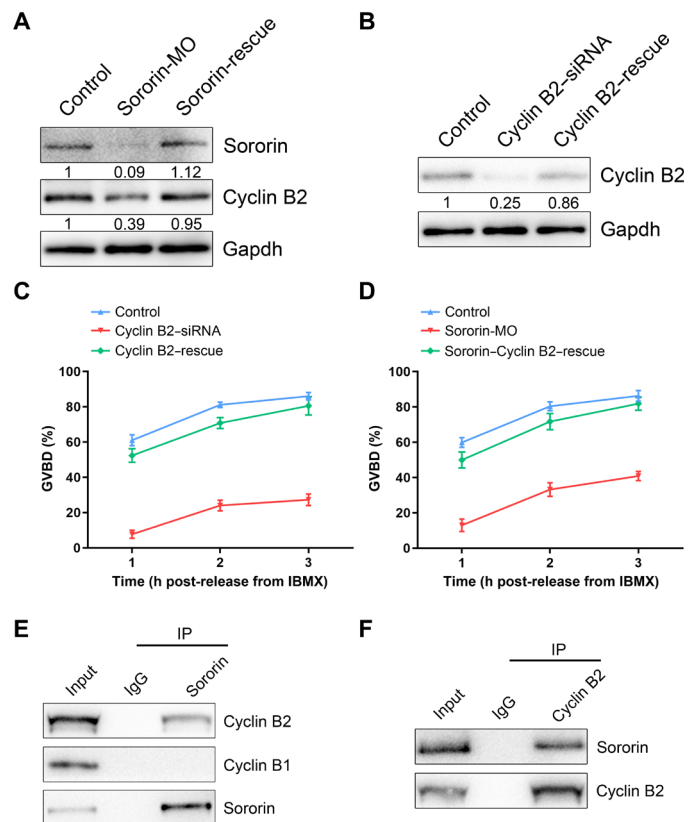 A
Control
Sororin-MO
Sororin-rescue
Sororin
1 0.09 1.12
Cyclin B2
1 0.39 0.95
Gapdh
B
Control
Cyclin B2–siRNA
Cyclin B2–rescue
Cyclin B2
1 0.25 0.86
Gapdh
C
Control
Cyclin B2–siRNA
Cyclin B2–rescue
GVBD (%)
100
80
60
40
20
0
1 2 3
Time (h post-release from IBMX)
D
Control
Sororin-MO
Sororin–Cyclin B2–rescue
GVBD (%)
100
80
60
40
20
0
1 2 3
Time (h post-release from IBMX)
E
IP
Input
IgG
Sororin
Cyclin B2
Cyclin B1
Sororin
F
IP
Input
IgG
Cyclin B2
Sororin
Cyclin B2